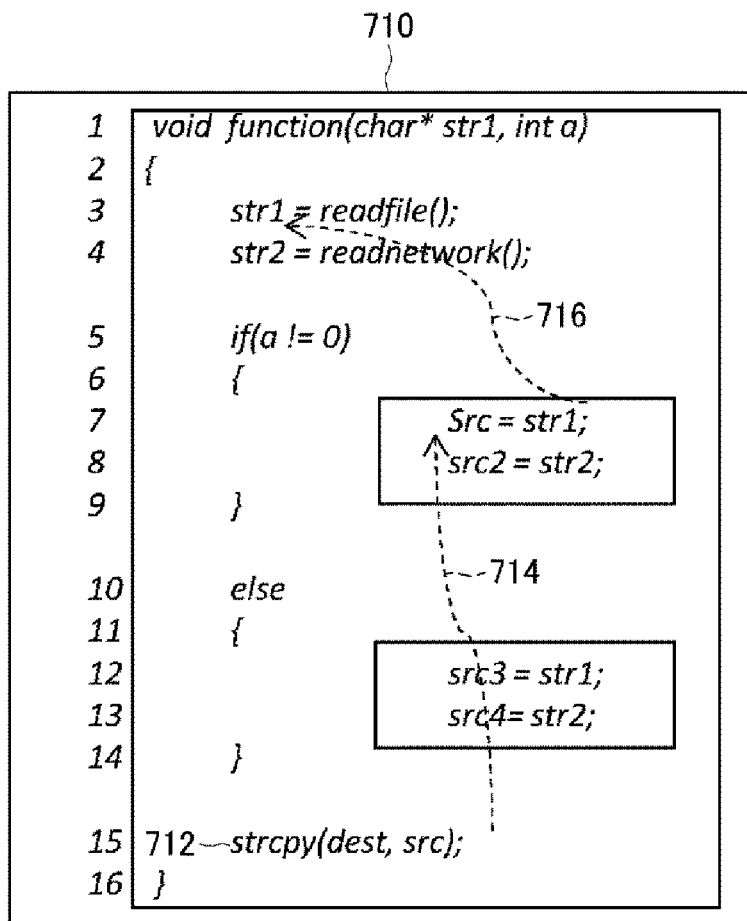 710
1 void function(char* str1, int a)
2 {
3 str1 = readfile();
4 str2 = readnetwork();
716
5 if(a != 0)
6 {
7 Src = str1;
8 src2 = str2;
9 }
714
10 else
11 {
12 src3 = str1;
13 src4= str2;
14 }
15 712 strcpy(dest, src);
16 }